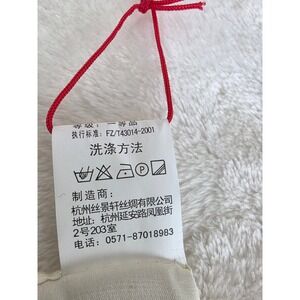 等级：一等品
执行标准：FZ/T43014-2001
洗涤方法
P
制造商：
杭州丝景轩丝绸有限公司
地址：杭州延安路凤凰街
2号203室
电话：0571-87018983